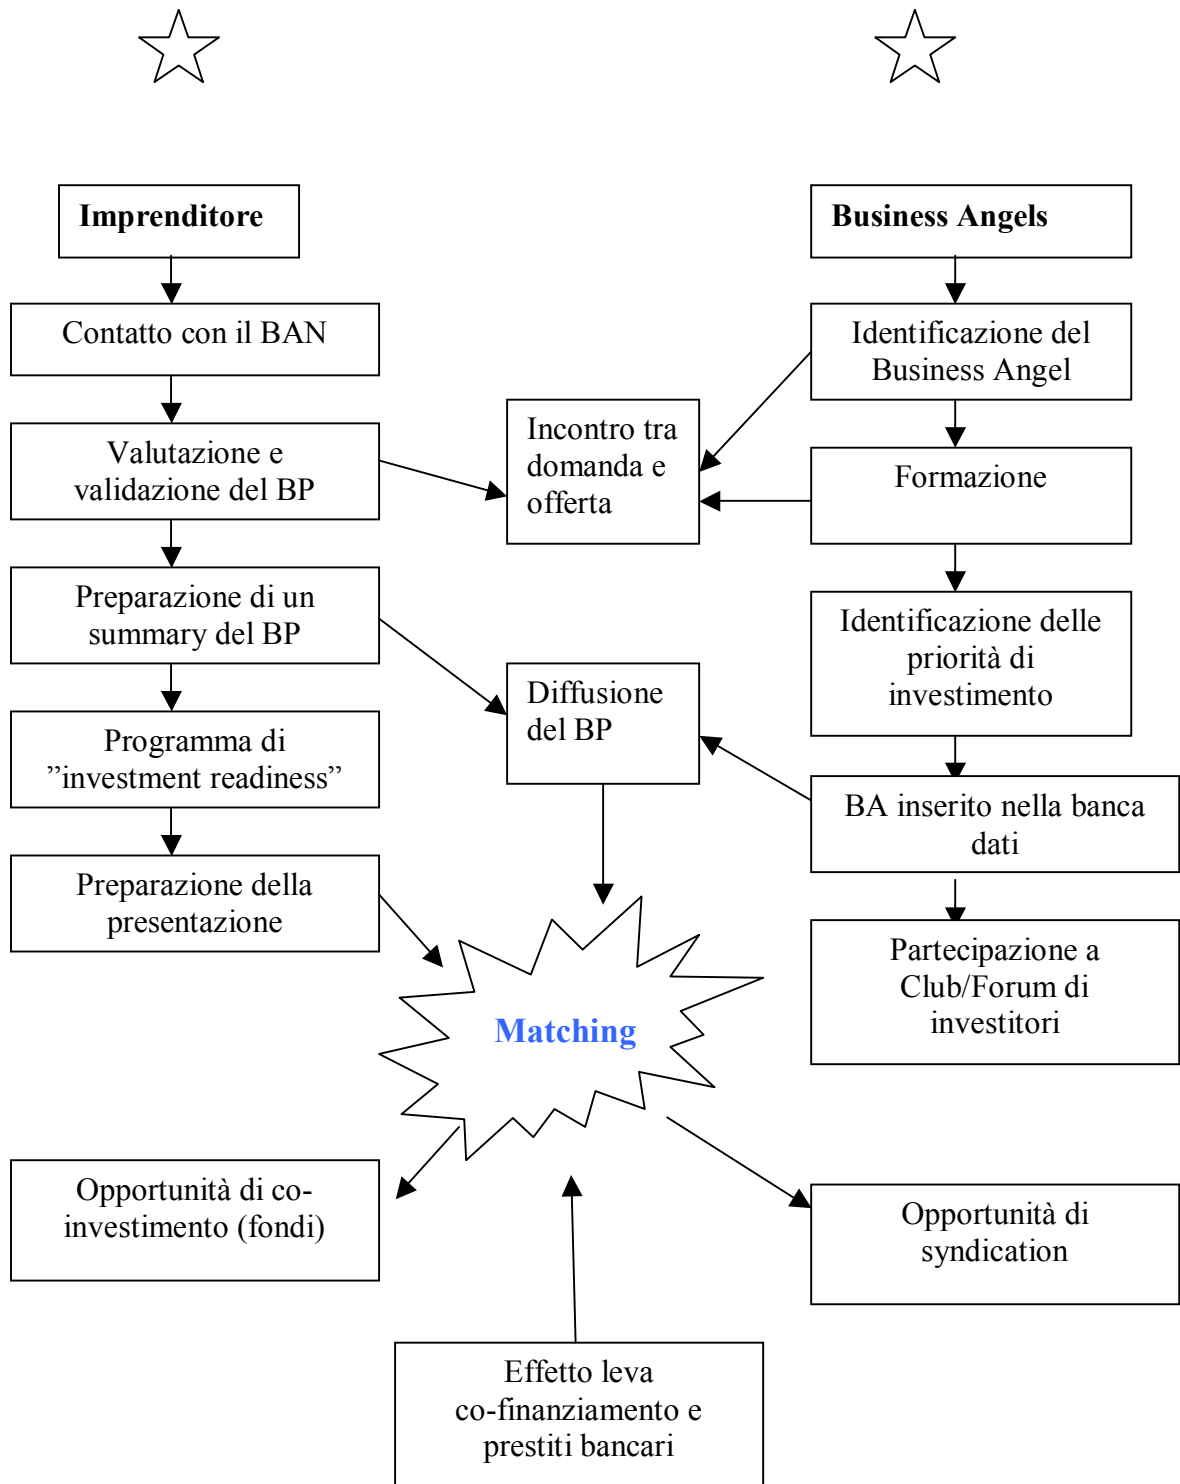 Imprenditore
Business Angels
Contatto con il BAN
Identificazione del
Business Angel
Valutazione e
validazione del BP
Incontro tra
domanda e
offerta
Formazione
Preparazione di un
summary del BP
Identificazione delle
priorità di
investimento
Diffusione
del BP
Programma di
”investment readiness”
BA inserito nella banca
dati
Preparazione della
presentazione
Partecipazione a
Club/Forum di
investitori
Matching
Opportunità di co-
investimento (fondi)
Opportunità di
syndication
Effetto leva
co-finanziamento e
prestiti bancari